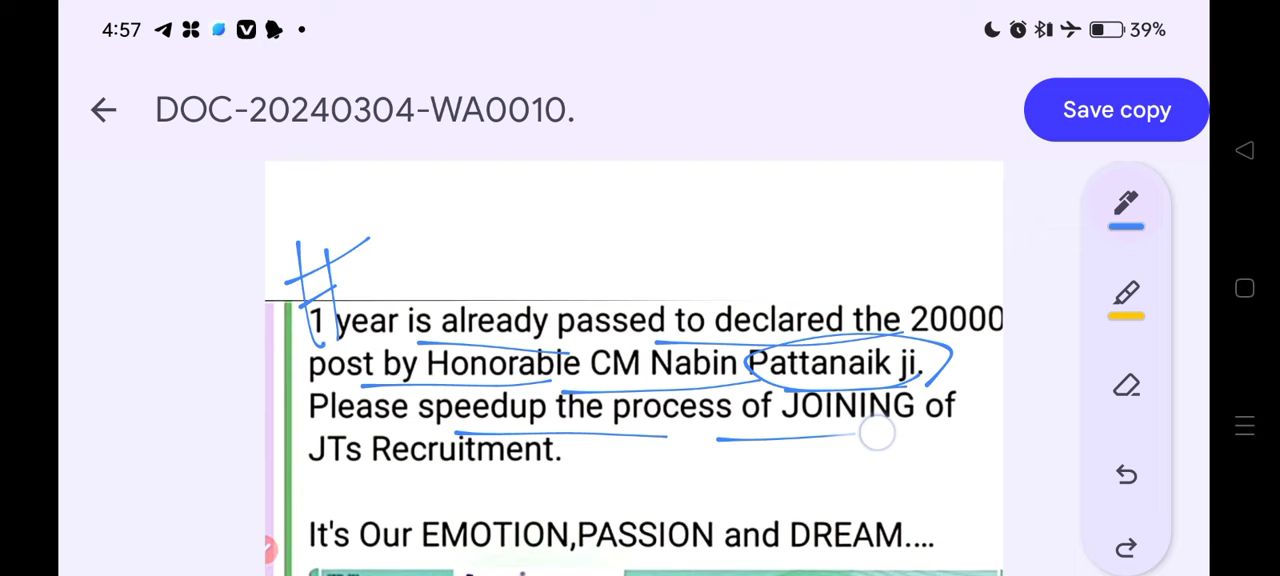 4:57 39%
DOC-20240304-WA0010.
Save copy
#
1 year is already passed to declared the 20000
post by Honorable CM Nabin Pattanaik ji.
Please speedup the process of JOINING of
JTs Recruitment.
It's Our EMOTION,PASSION and DREAM....